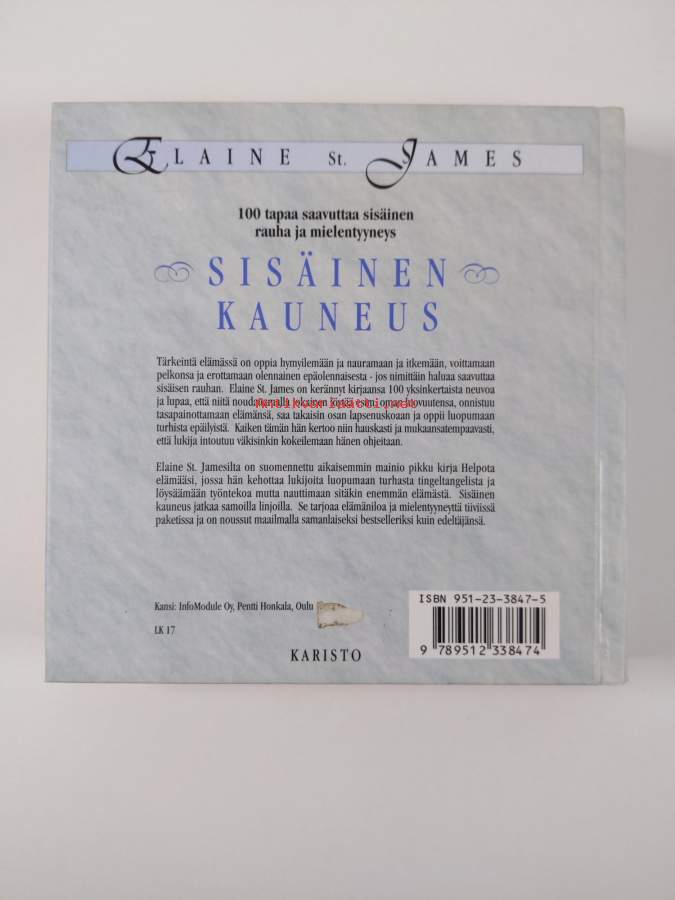 ELAINE St. JAMES
100 tapaa saavuttaa sisäinen
rauha ja mielentyyneys
SISÄINEN
KAUNEUS
Tärkeintä elämässä on oppia hymyilemään ja nauramaan ja itkemään, voittamaan
pelkonsa ja erottamaan olennainen epäolennaisesta - jos nimittäin haluaa saavuttaa
sisäisen rauhan. Elaine St. James on kerännyt kirjaansa 100 yksinkertaista neuvoa
ja lupaa, että niitä noudattamalla jokainen löytää esiin oman luovuutensa, onnistuu
tasapainottamaan elämänsä, saa takaisin osan lapsenuskoaan ja oppii luopumaan
turhista epäilyistä. Kaiken tämän hän kertoo niin hauskasti ja mukaansatempaavasti,
että lukija intoutuu väkisinkin kokeilemaan hänen ohjeitaan.
Elaine St. Jamesilta on suomennettu aikaisemmin mainio pikku kirja Helpota
elämääsi, jossa hän kehottaa lukijoita luopumaan turhasta tingeltangelista ja
löysäämään työntekoa mutta nauttimaan sitäkin enemmän elämästä. Sisäinen
kauneus jatkaa samoilla linjoilla. Se tarjoaa elämäniloa ja mielentyyneyttä tiiviissä
paketissa ja on noussut maailmalla samanlaiseksi bestselleriksi kuin edeltäjänsä.
Kansi: InfoModule Oy, Pentti Honkala, Oulu
LK 17
KARISTO
ISBN 951-23-3847-5
9 789512 338474